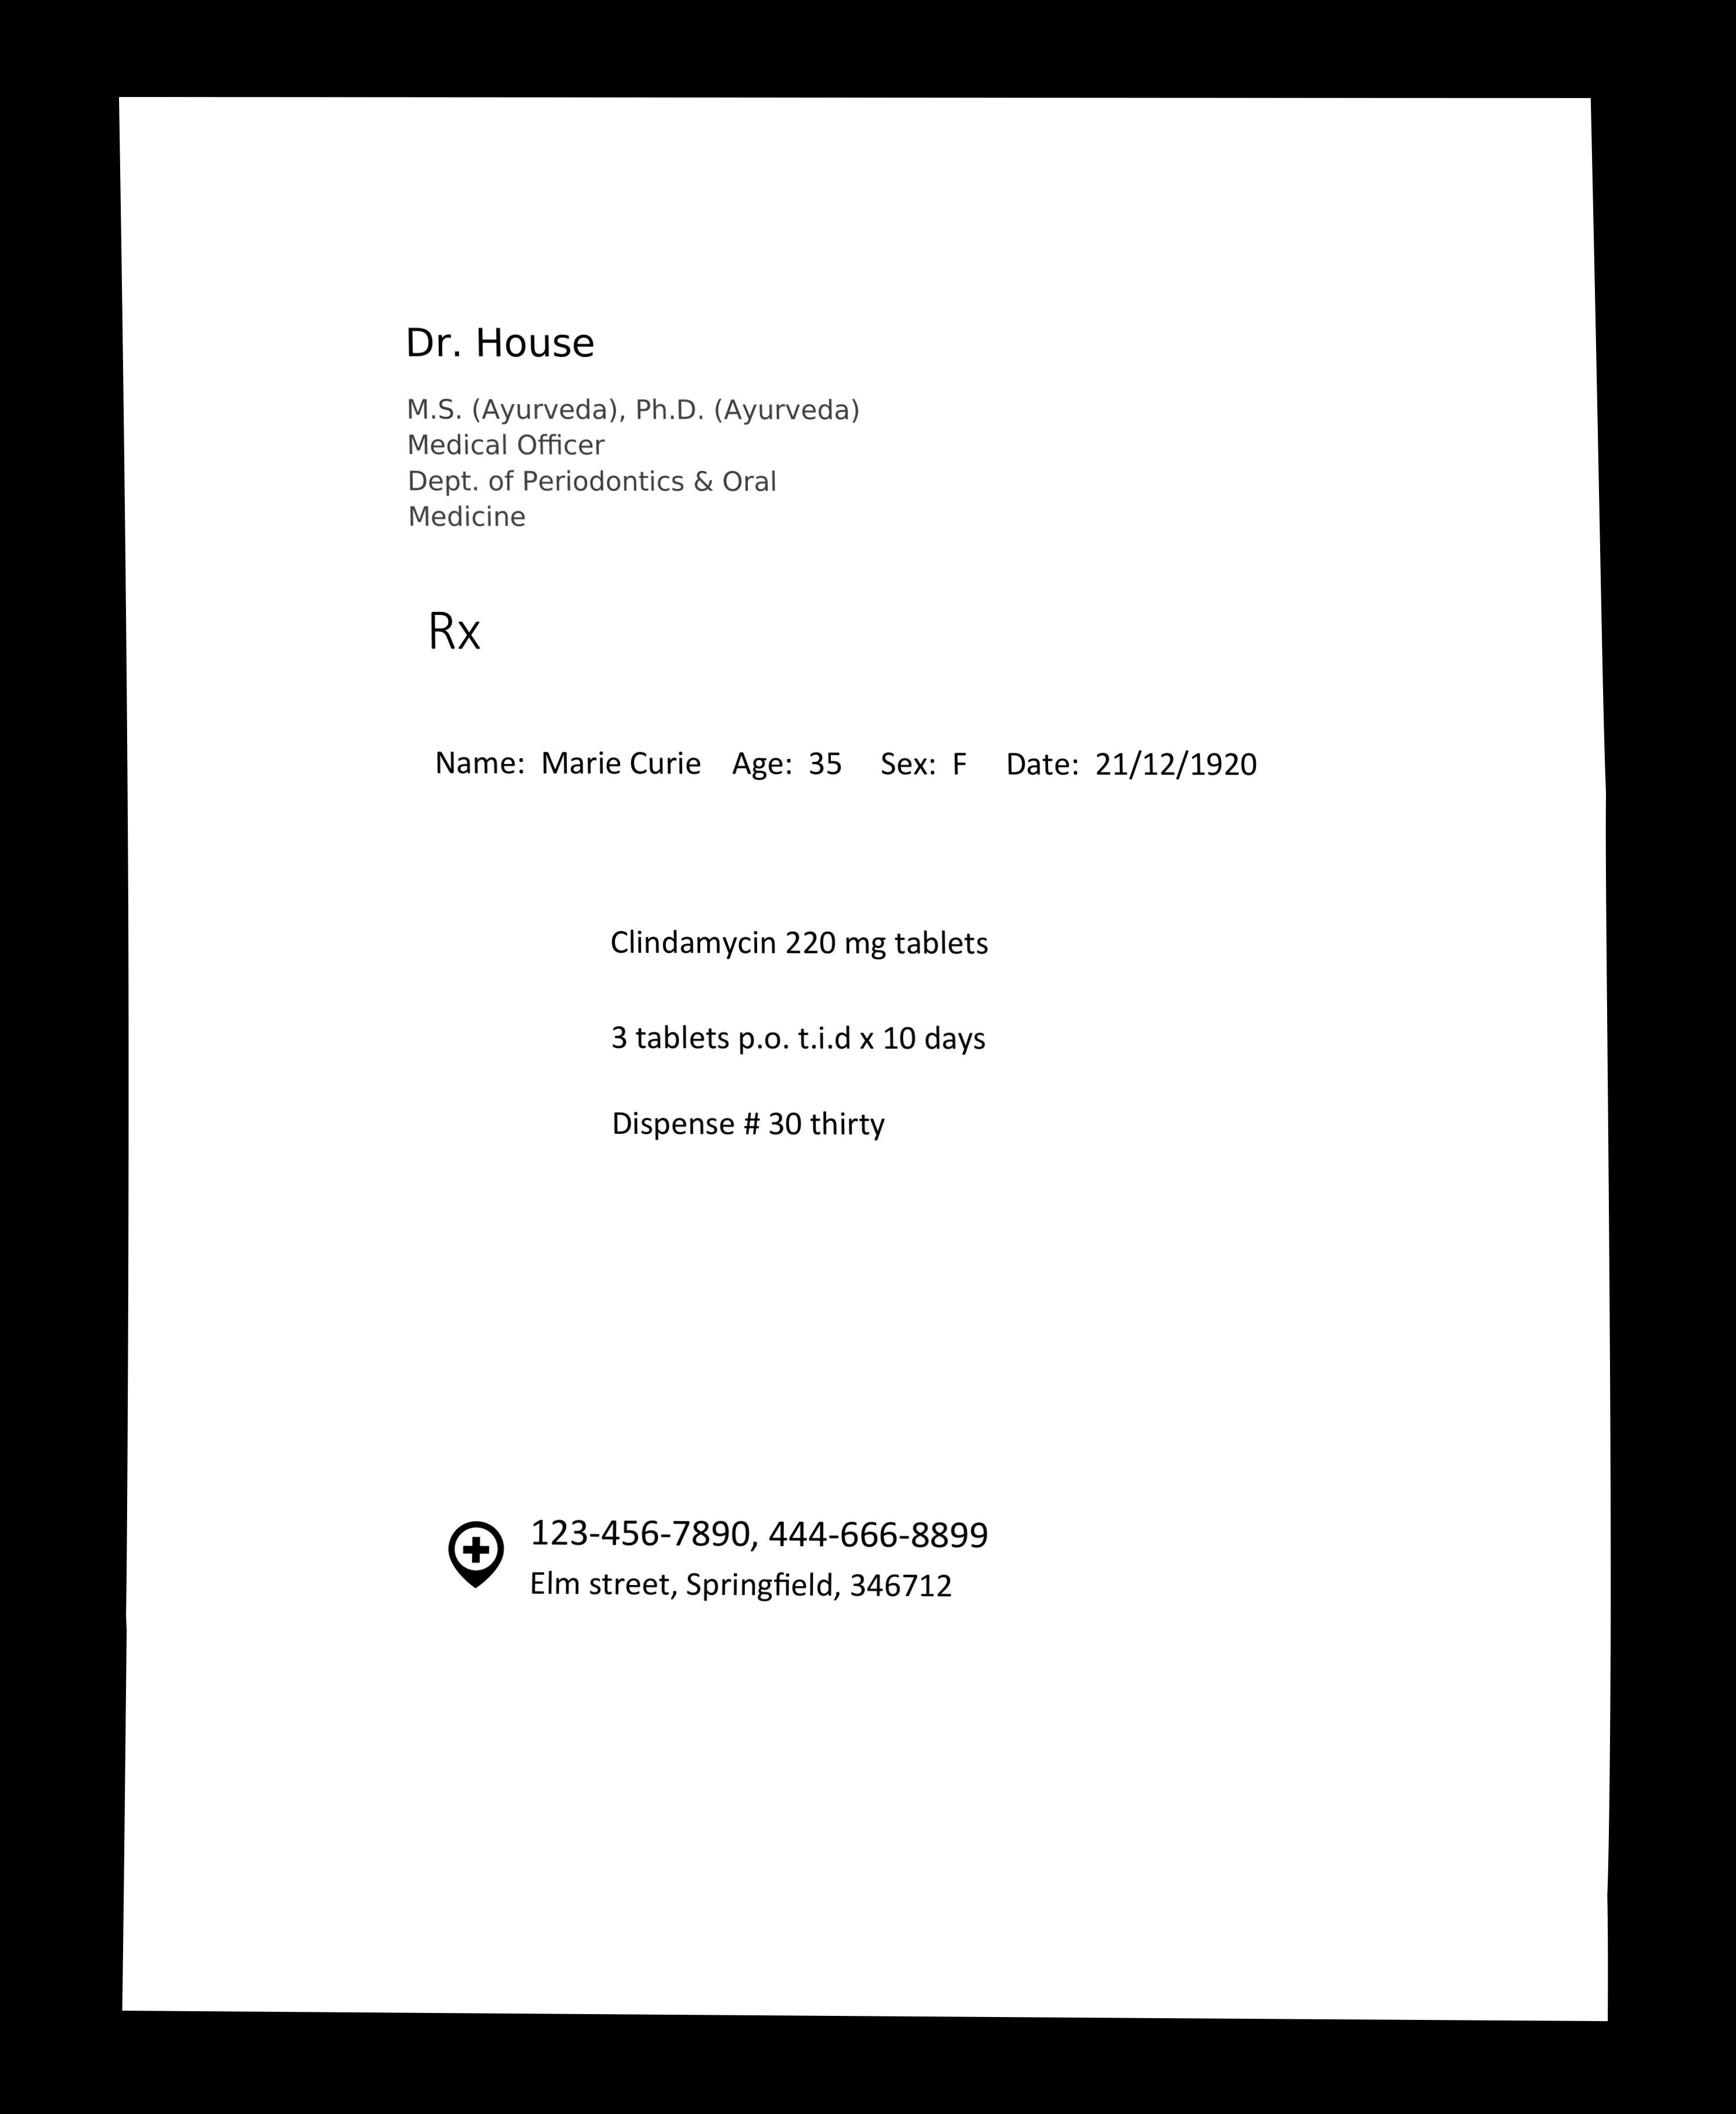 Dr. House
M.S. (Ayurveda), Ph.D. (Ayurveda)
Medical Officer
Dept. of Periodontics & Oral
Medicine
Rx
Name: Marie Curie Age: 35 Sex: F Date: 21/12/1920
Clindamycin 220 mg tablets
3 tablets p.o. t.i.d x 10 days
Dispense # 30 thirty
123-456-7890, 444-666-8899
Elm street, Springfield, 346712